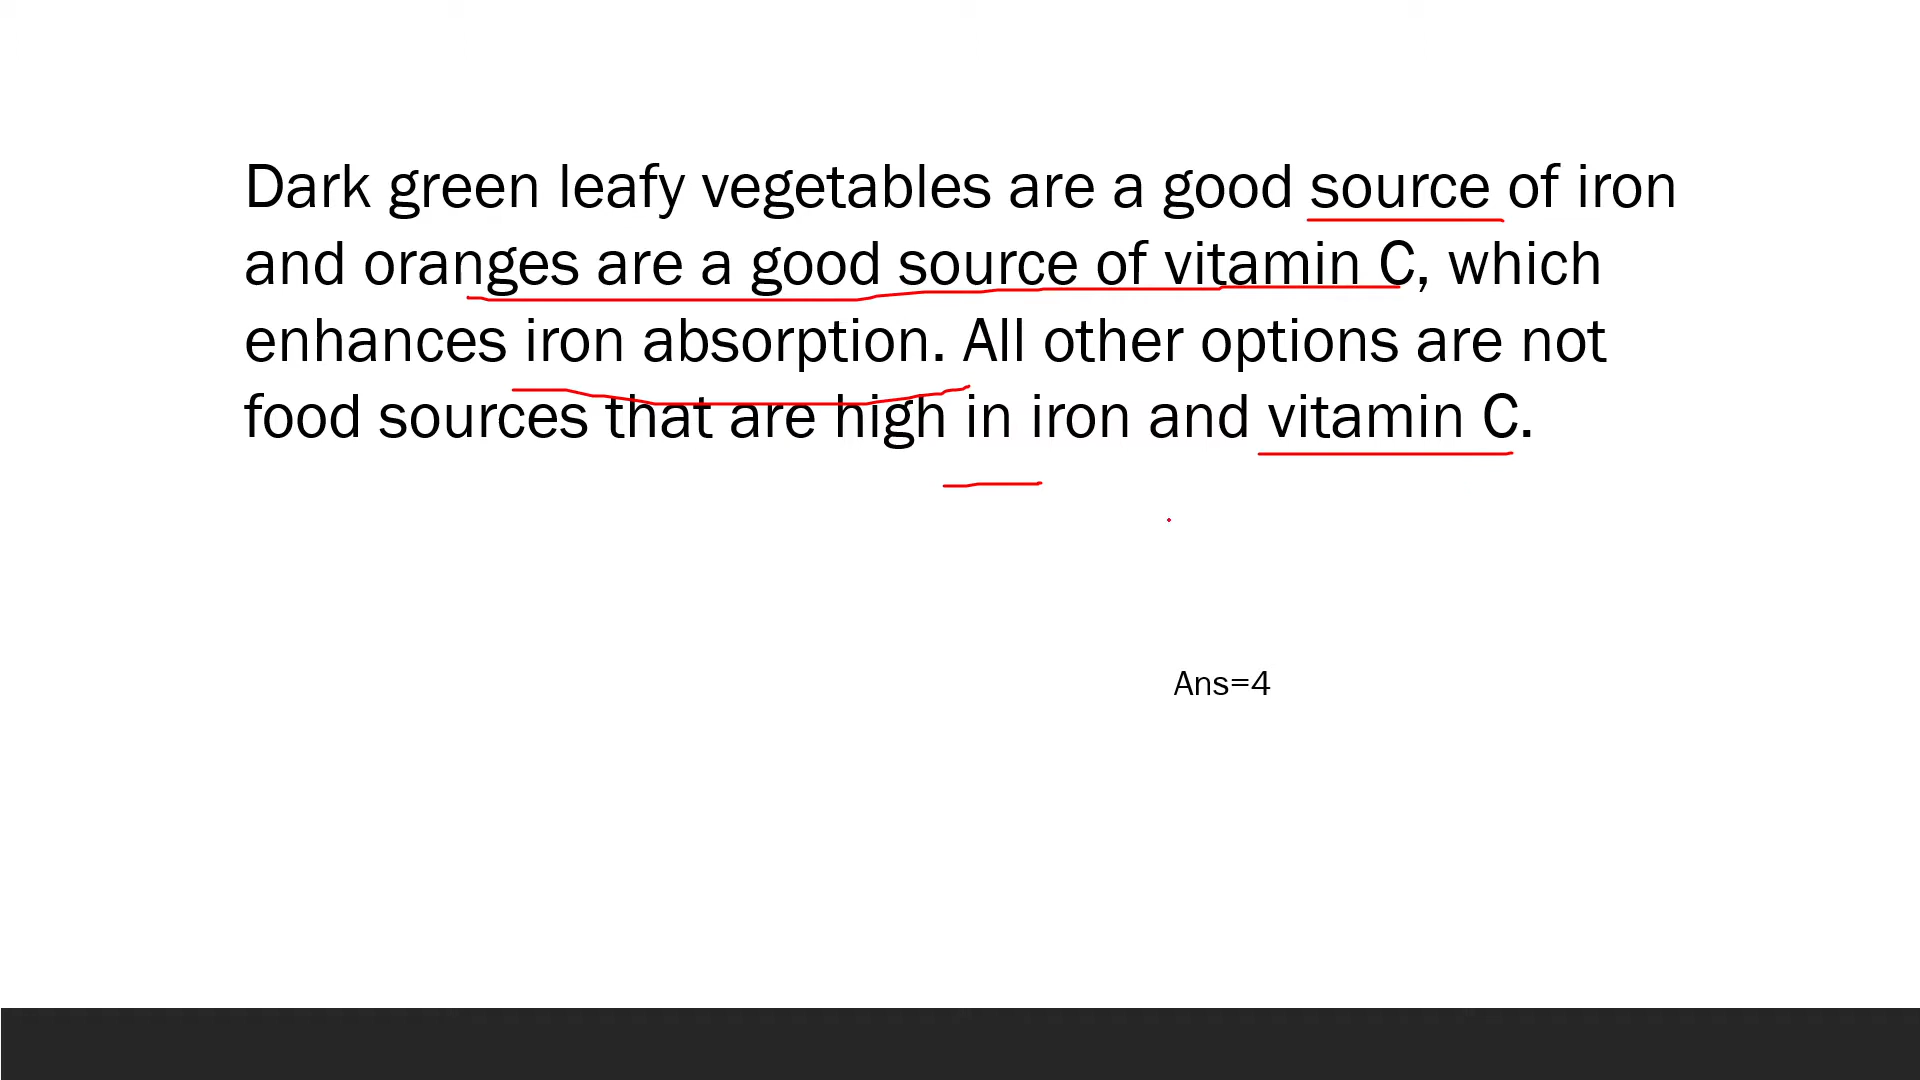 Dark green leafy vegetables are a good source of iron
and oranges are a good source of vitamin C, which
enhances iron absorption. All other options are not
food sources that are high in iron and vitamin C.
Ans=4